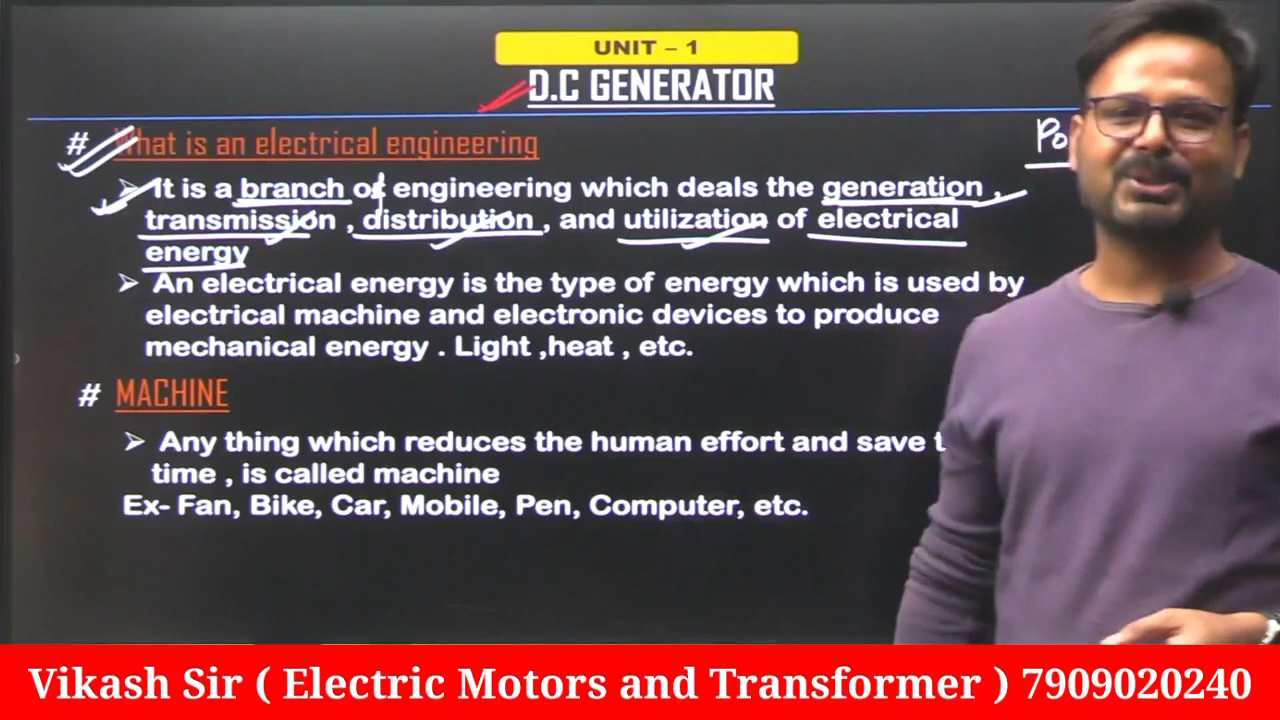 UNIT – 1
D.C GENERATOR
# What is an electrical engineering
Po
➢ It is a branch of engineering which deals the generation ,
transmission , distribution , and utilization of electrical
energy
➢ An electrical energy is the type of energy which is used by
electrical machine and electronic devices to produce
mechanical energy . Light ,heat , etc.
# MACHINE
➢ Any thing which reduces the human effort and save t
time , is called machine
Ex- Fan, Bike, Car, Mobile, Pen, Computer, etc.
Vikash Sir ( Electric Motors and Transformer ) 7909020240